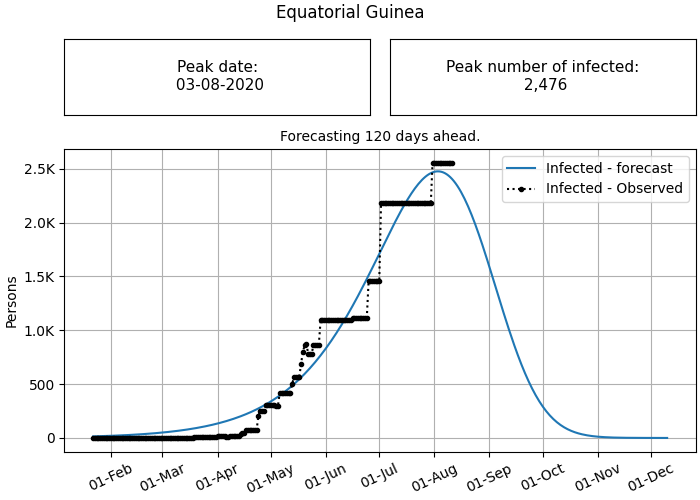 Equatorial Guinea
Peak date:
03-08-2020
Peak number of infected:
2,476
Forecasting 120 days ahead.
Infected - forecast
Infected - Observed
2.5K
2.0K
1.5K
1.0K
500
0
Persons
01-Feb
01-Mar
01-Apr
01-May
01-Jun
01-Jul
01-Aug
01-Sep
01-Oct
01-Nov
01-Dec